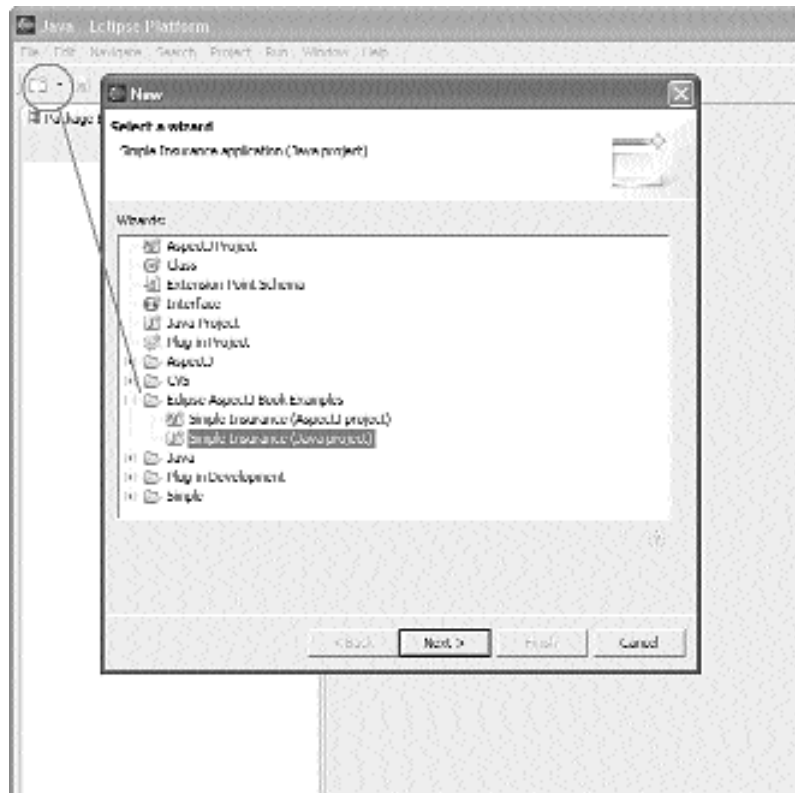 Java Eclipse Platform
File Edit Navigate Search Project Run Window Help
Package E
New
Select a wizard
Simple Insurance application (Java project)
Wizards:
AspectJ Project
Class
Extension Point Schema
Interface
Java Project
Plug-in Project
AspectJ
CVS
Eclipse AspectJ Book Examples
Simple Insurance (AspectJ project)
Simple Insurance (Java project)
Java
Plug-in Development
Simple
< Back Next > Finish Cancel